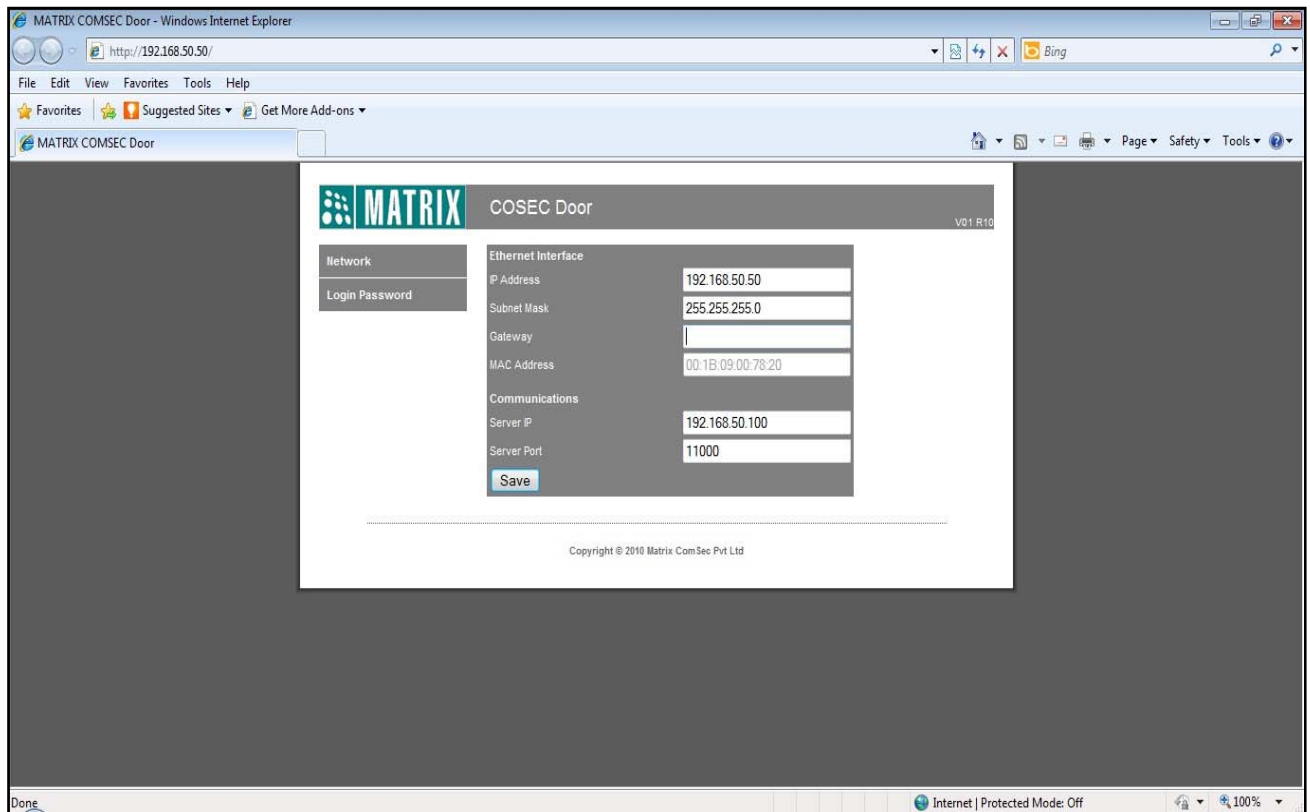 MATRIX COMSEC Door - Windows Internet Explorer
http://192.168.50.50/
Bing
File Edit View Favorites Tools Help
Favorites Suggested Sites Get More Add-ons
MATRIX COMSEC Door
Page Safety Tools
MATRIX COSEC Door
V01 R10
Network
Login Password
Ethernet Interface
IP Address 192.168.50.50
Subnet Mask 255.255.255.0
Gateway
MAC Address 00:1B:09:00:78:20
Communications
Server IP 192.168.50.100
Server Port 11000
Save
Copyright © 2010 Matrix ComSec Pvt Ltd
Done
Internet | Protected Mode: Off
100%